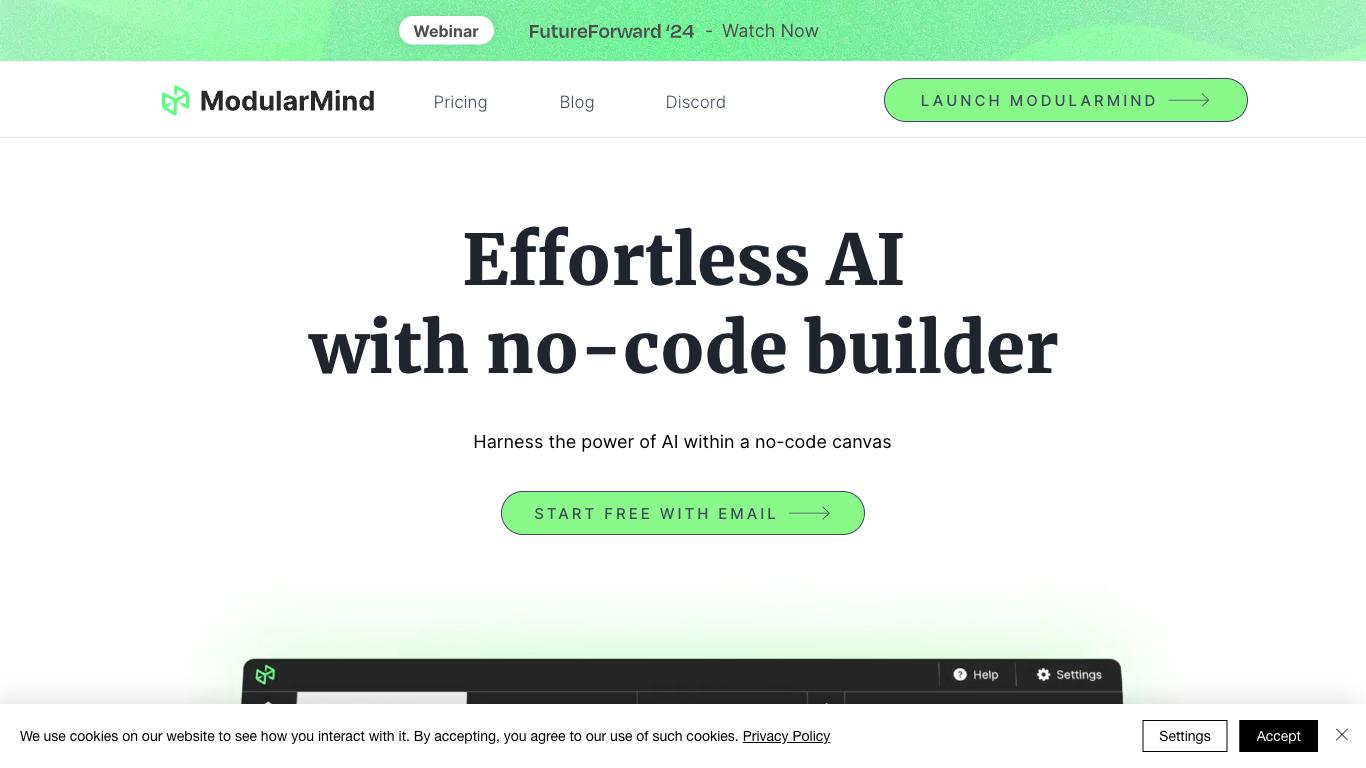 Webinar FutureForward ‘24 - Watch Now
ModularMind Pricing Blog Discord LAUNCH MODULARMIND
Effortless AI
with no-code builder
Harness the power of AI within a no-code canvas
START FREE WITH EMAIL
Help Settings
We use cookies on our website to see how you interact with it. By accepting, you agree to our use of such cookies. Privacy Policy Settings Accept